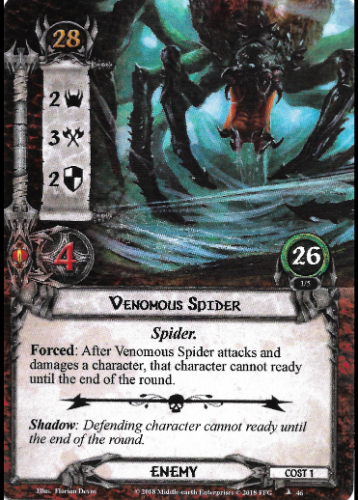 28
2
3
2
4
26
1/5
Venomous Spider
Spider.
Forced: After Venomous Spider attacks and
damages a character, that character cannot ready
until the end of the round.
Shadow: Defending character cannot ready until
the end of the round.
ENEMY
COST 1
Illus. Florian Devos
© 2018 Middle-earth Enterprises © 2018 FFG
46